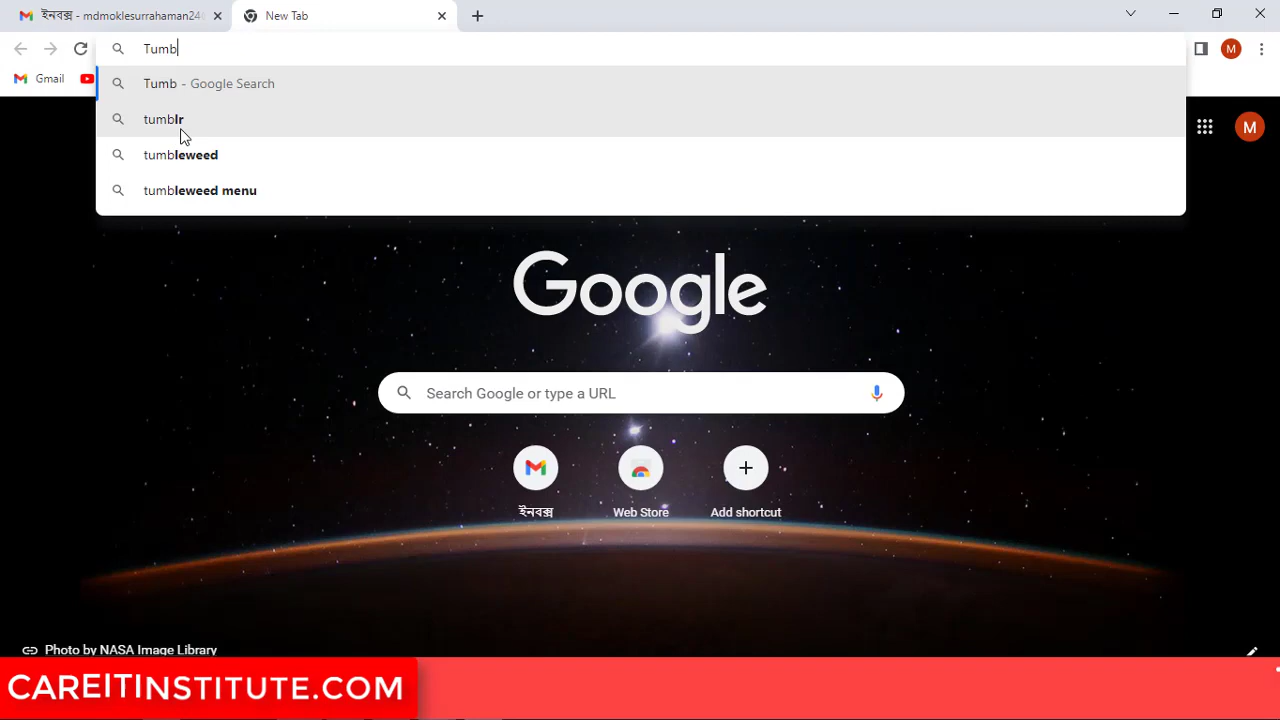 ইনবক্স - mdmoklesurrahaman24
New Tab
Tumb
Gmail
Tumb - Google Search
tumblr
tumbleweed
tumbleweed menu
M
M
Google
Search Google or type a URL
ইনবক্স
Web Store
Add shortcut
Photo by NASA Image Library
CAREITINSTITUTE.COM